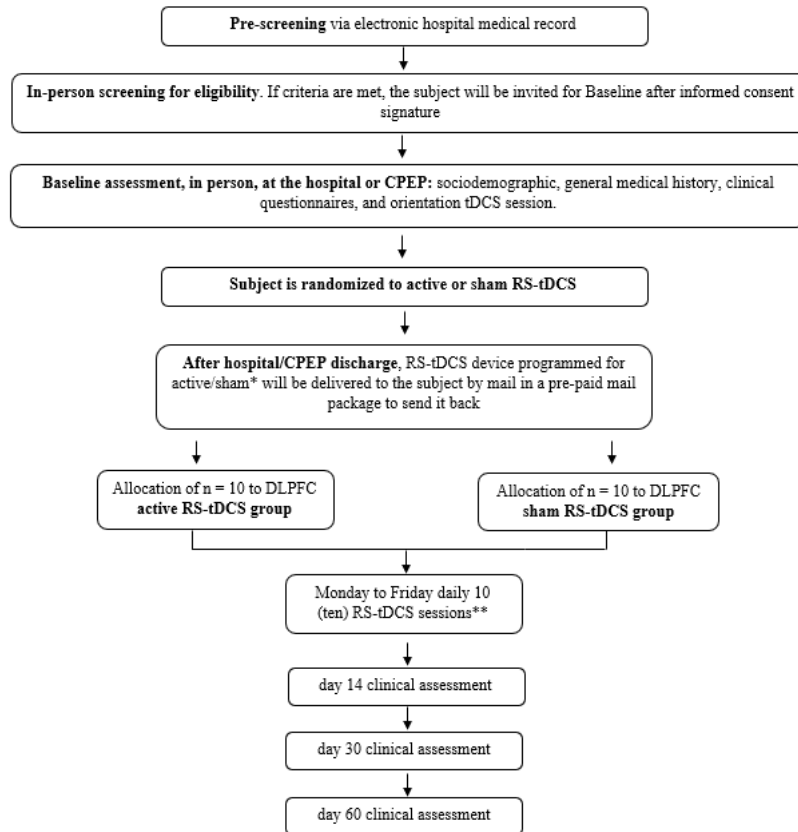 Pre-screening via electronic hospital medical record
In-person screening for eligibility. If criteria are met, the subject will be invited for Baseline after informed consent
signature
Baseline assessment, in person, at the hospital or CPEP: sociodemographic, general medical history, clinical
questionnaires, and orientation tDCS session.
Subject is randomized to active or sham RS-tDCS
After hospital/CPEP discharge, RS-tDCS device programmed for
active/sham* will be delivered to the subject by mail in a pre-paid mail
package to send it back
Allocation of n = 10 to DLPFC
active RS-tDCS group
Allocation of n = 10 to DLPFC
sham RS-tDCS group
Monday to Friday daily 10
(ten) RS-tDCS sessions**
day 14 clinical assessment
day 30 clinical assessment
day 60 clinical assessment